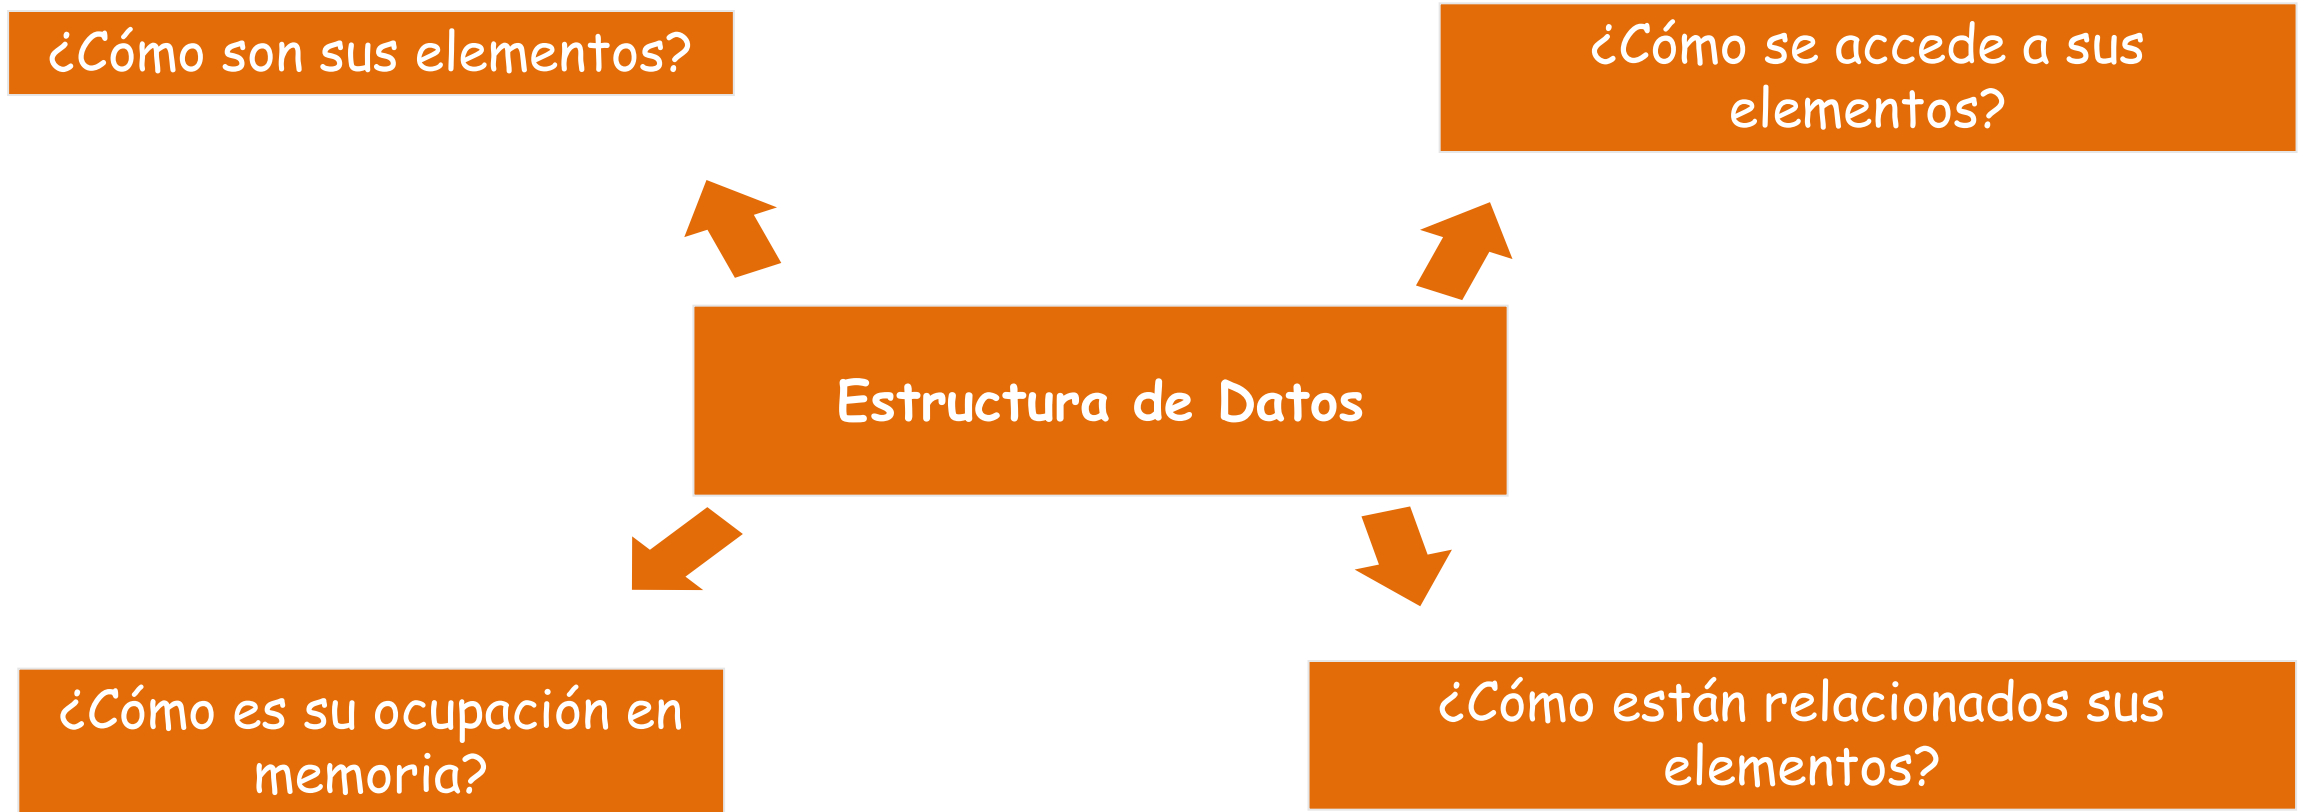 ¿Cómo son sus elementos?
¿Cómo se accede a sus
elementos?
Estructura de Datos
¿Cómo es su ocupación en
memoria?
¿Cómo están relacionados sus
elementos?